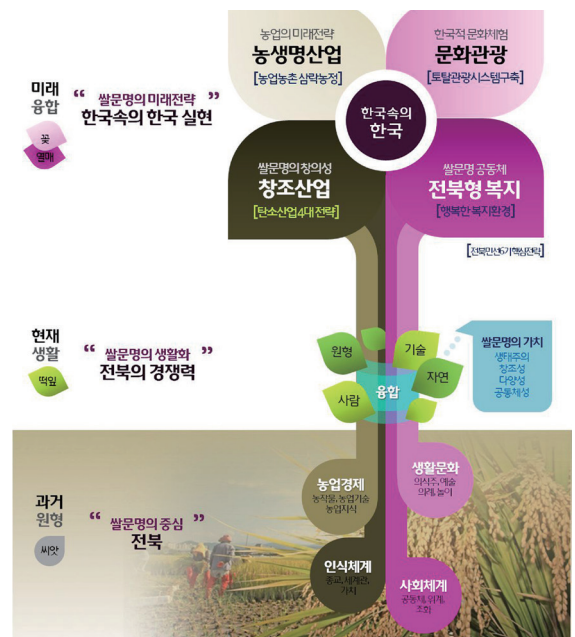 농업의 미래전략
농생명산업
[농업농촌 삼락농정]
한국적 문화체험
문화관광
[토탈관광시스템구축]
한국속의
한국
미래
융합
꽃
열매
“ 쌀문명의 미래전략 ”
한국속의 한국 실현
쌀문명의 창의성
창조산업
[탄소산업 4대 전략]
쌀문명 공동체
전북형 복지
[행복한 복지환경]
[전북민선6기핵심전략]
현재
생활
떡잎
“ 쌀문명의 생활화 ”
전북의 경쟁력
원형
기술
사람
자연
융합
쌀문명의 가치
생태주의
창조성
다양성
공동체성
과거
원형
씨앗
“ 쌀문명의 중심 ”
전북
농업경제
농작물, 농업기술
농업지식
생활문화
의식주, 예술
의례, 놀이
인식체계
종교, 세계관,
가치
사회체계
공동체, 위계,
조화